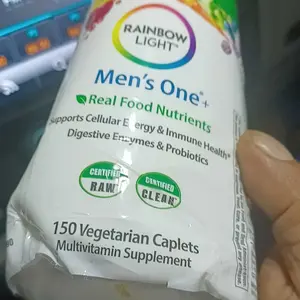 RAINBOW
LIGHT®
Men's One®+
Real Food Nutrients
Supports Cellular Energy & Immune Health*
Digestive Enzymes & Probiotics
CERTIFIED
RAW
CERTIFIED
CLEAN
150 Vegetarian Caplets
Multivitamin Supplement